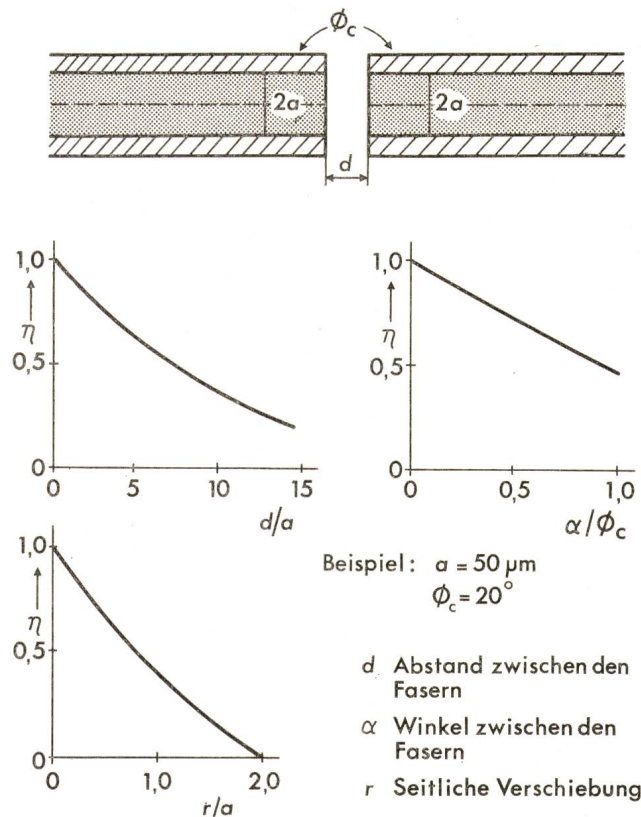 ϕc
2a
2a
d
1,0
η
0,5
0
0 5 10 15
d/a
1,0
η
0,5
0
0 0,5 1,0
α/ϕc
1,0
η
0,5
0
0 1,0 2,0
r/a
Beispiel: a = 50 µm
ϕc = 20°
d Abstand zwischen den
Fasern
α Winkel zwischen den
Fasern
r Seitliche Verschiebung